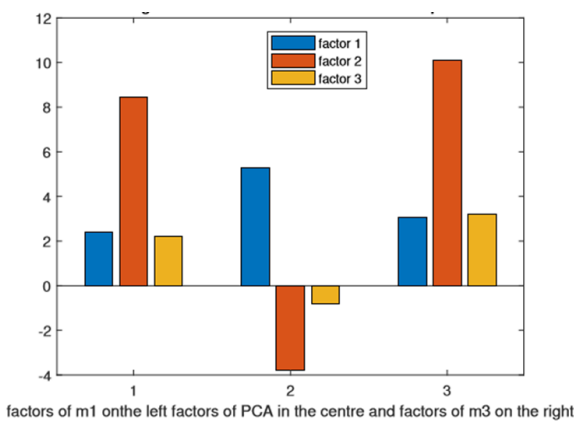 12
10
8
6
4
2
0
-2
-4
factor 1
factor 2
factor 3
1 2 3
factors of m1 onthe left factors of PCA in the centre and factors of m3 on the right